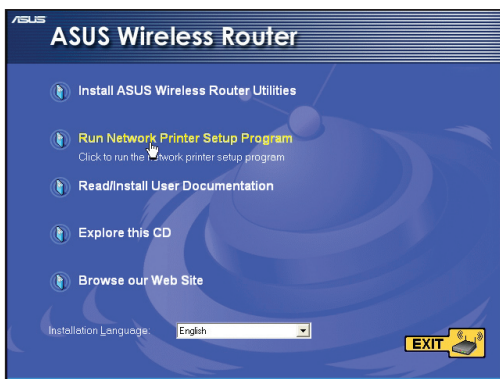 ASUS
ASUS Wireless Router
Install ASUS Wireless Router Utilities
Run Network Printer Setup Program
Click to run the network printer setup program
Read/Install User Documentation
Explore this CD
Browse our Web Site
Installation Language: English
EXIT